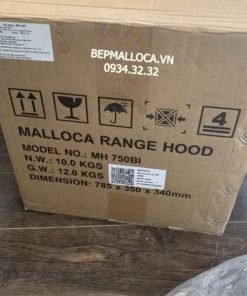 BEPMALLOCA.VN
0934.32.32
4
MALLOCA RANGE HOOD
MODEL NO.: MH 750BI
N.W.: 10.0 KGS
G.W.: 12.0 KGS
DIMENSION: 785 x 350 x 340mm